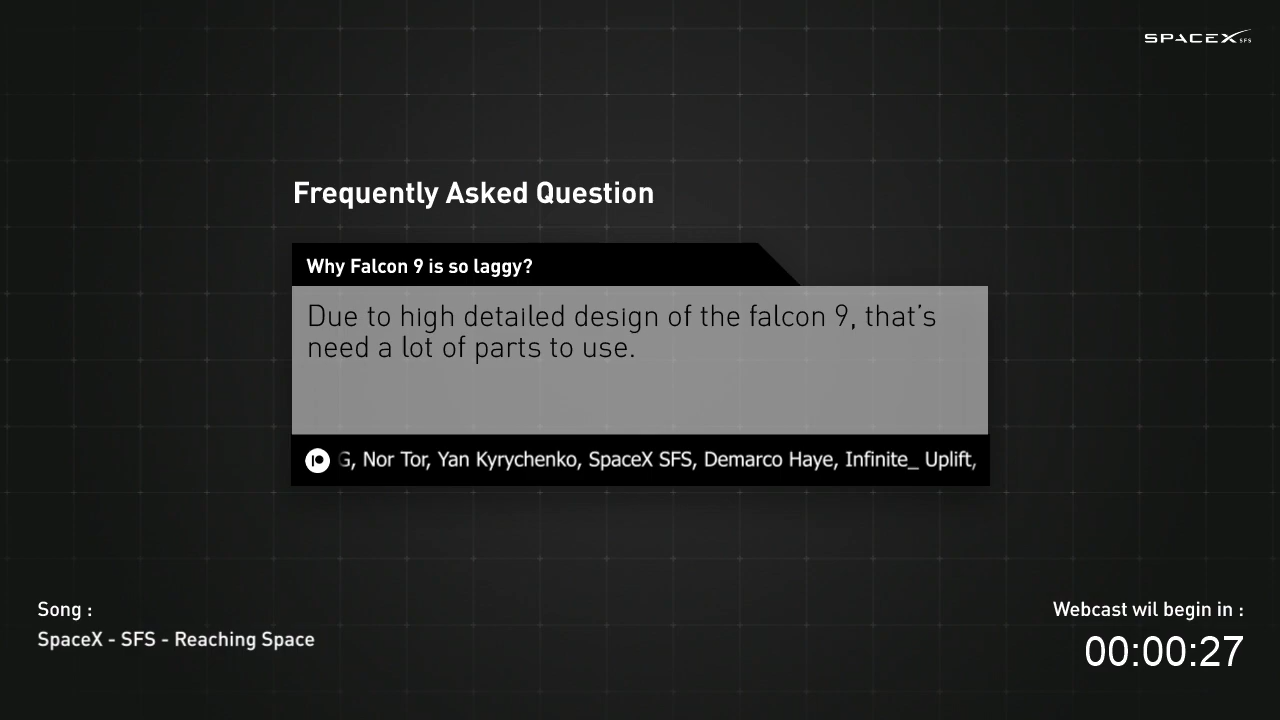 SPACEX SFS
Frequently Asked Question
Why Falcon 9 is so laggy?
Due to high detailed design of the falcon 9, that's
need a lot of parts to use.
G, Nor Tor, Yan Kyrychenko, SpaceX SFS, Demarco Haye, Infinite_ Uplift,
Song :
SpaceX - SFS - Reaching Space
Webcast wil begin in :
00:00:27